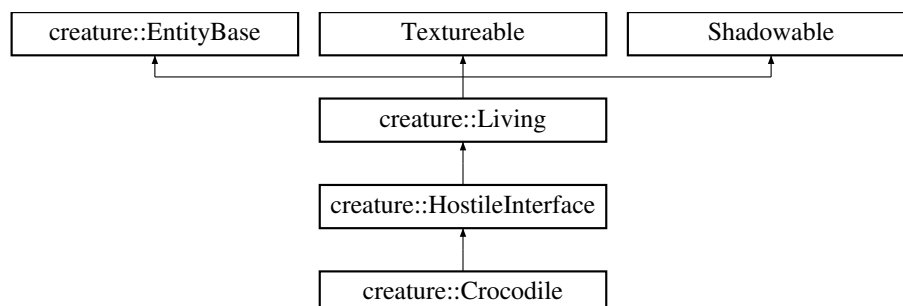 creature::EntityBase
Textureable
Shadowable
creature::Living
creature::HostileInterface
creature::Crocodile